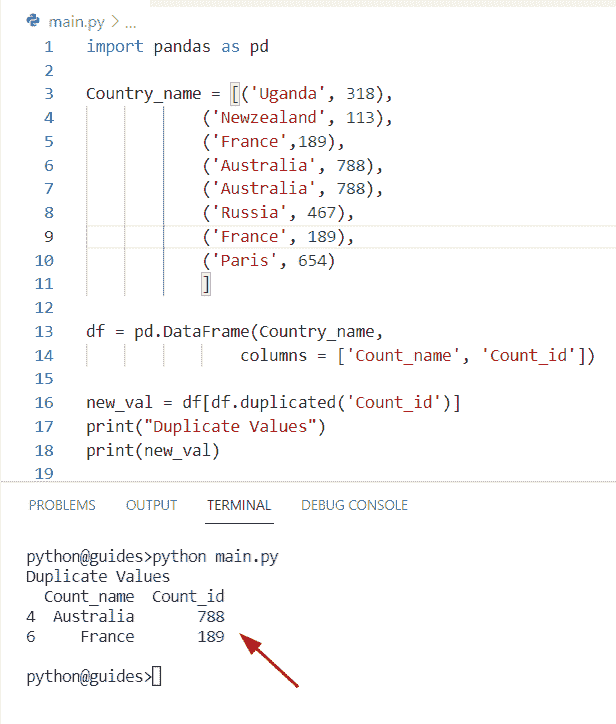 main.py > ...
1 import pandas as pd
2
3 Country_name = [('Uganda', 318),
4 ('Newzealand', 113),
5 ('France',189),
6 ('Australia', 788),
7 ('Australia', 788),
8 ('Russia', 467),
9 ('France', 189),
10 ('Paris', 654)
11 ]
12
13 df = pd.DataFrame(Country_name,
14 columns = ['Count_name', 'Count_id'])
15
16 new_val = df[df.duplicated('Count_id')]
17 print("Duplicate Values")
18 print(new_val)
19
PROBLEMS OUTPUT TERMINAL DEBUG CONSOLE
python@guides>python main.py
Duplicate Values
Count_name Count_id
4 Australia 788
6 France 189
python@guides>